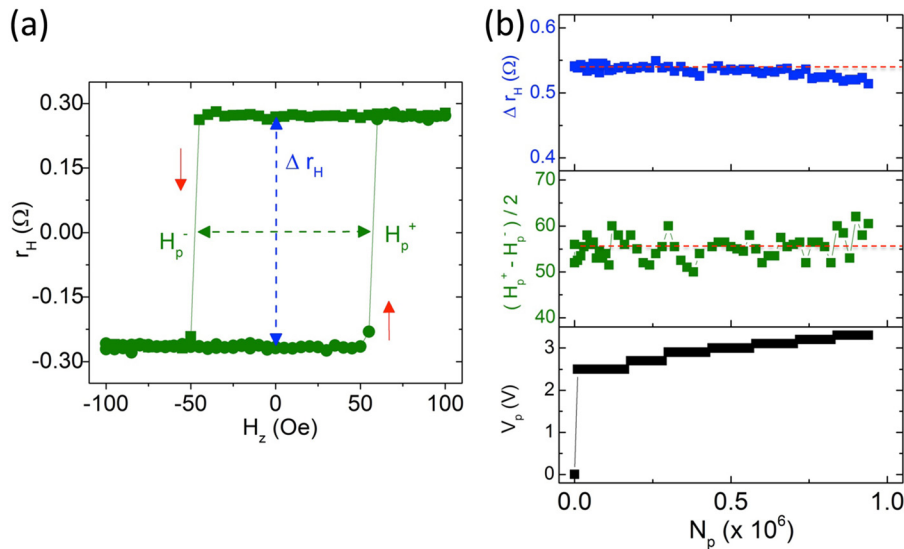 (a)
0.30
0.15
0.00
-0.15
-0.30
r_H (Ω)
Δ r_H
H_p^-
H_p^+
-100 -50 0 50 100
H_z (Oe)
(b)
0.6
0.5
0.4
Δ r_H (Ω)
70
60
50
40
( H_p^+ - H_p^- ) / 2
3
2
1
0
V_p (V)
0.0 0.5 1.0
N_p (x 10^6)